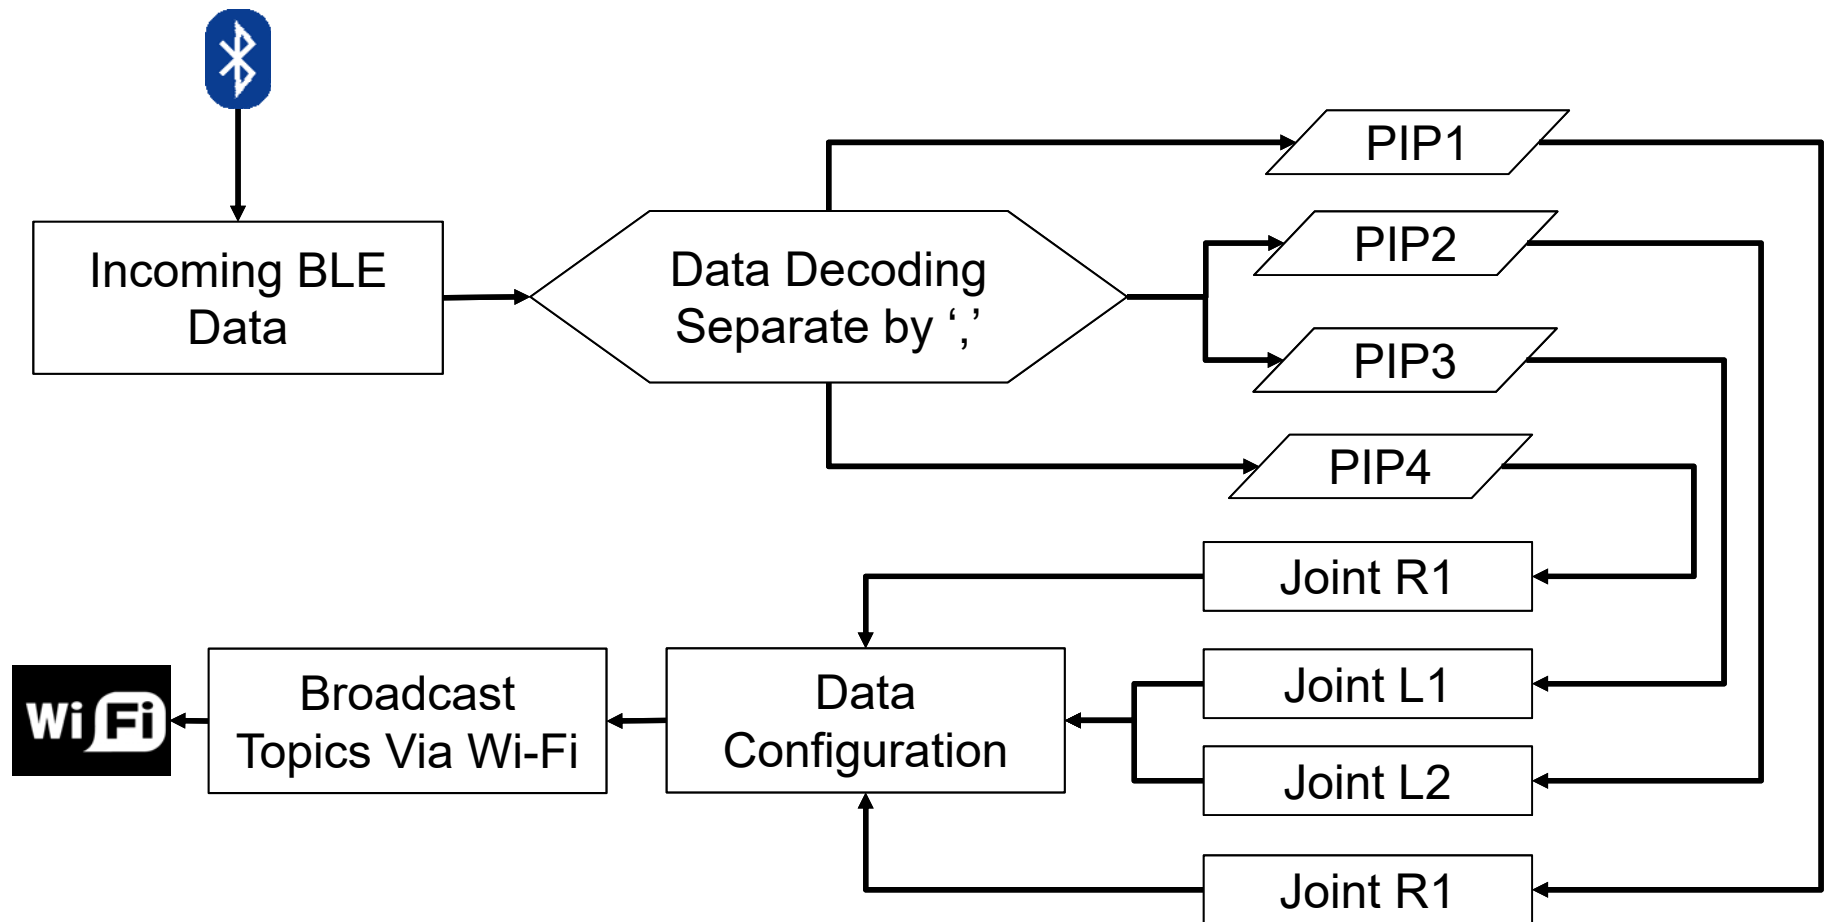 Incoming BLE
Data
Data Decoding
Separate by ‘,’
PIP1
PIP2
PIP3
PIP4
Joint R1
Joint L1
Joint L2
Joint R1
Data
Configuration
Broadcast
Topics Via Wi-Fi
Wi Fi